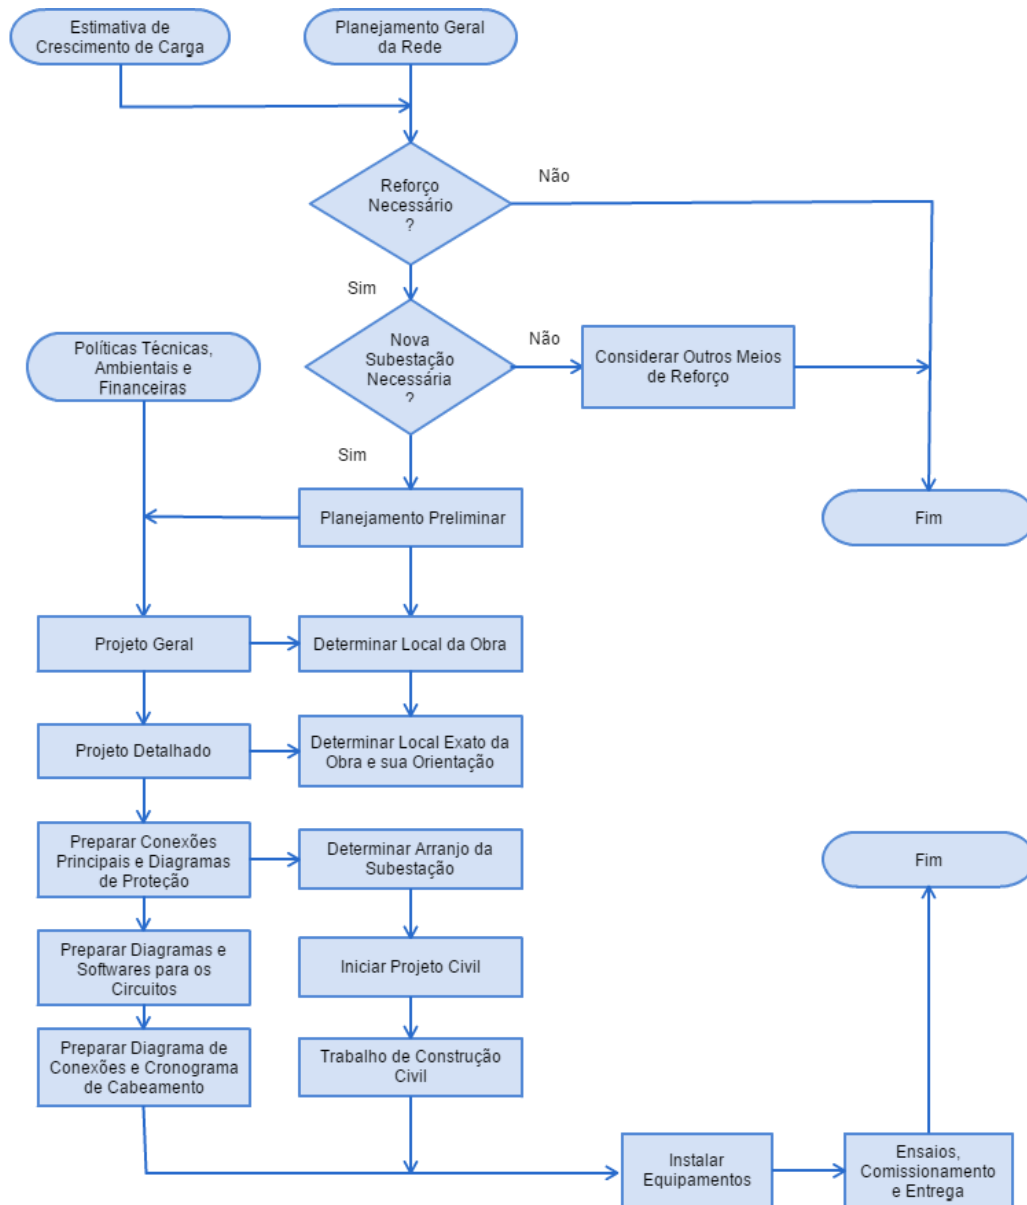 Estimativa de
Crescimento de Carga
Planejamento Geral
da Rede
Reforço
Necessário
?
Não
Sim
Nova
Subestação
Necessária
?
Não
Considerar Outros Meios
de Reforço
Políticas Técnicas,
Ambientais e
Financeiras
Sim
Planejamento Preliminar
Fim
Projeto Geral
Determinar Local da Obra
Projeto Detalhado
Determinar Local Exato da
Obra e sua Orientação
Preparar Conexões
Principais e Diagramas
de Proteção
Determinar Arranjo da
Subestação
Fim
Preparar Diagramas e
Softwares para os
Circuitos
Iniciar Projeto Civil
Preparar Diagrama de
Conexões e Cronograma
de Cabeamento
Trabalho de Construção
Civil
Instalar
Equipamentos
Ensaios,
Comissionamento
e Entrega